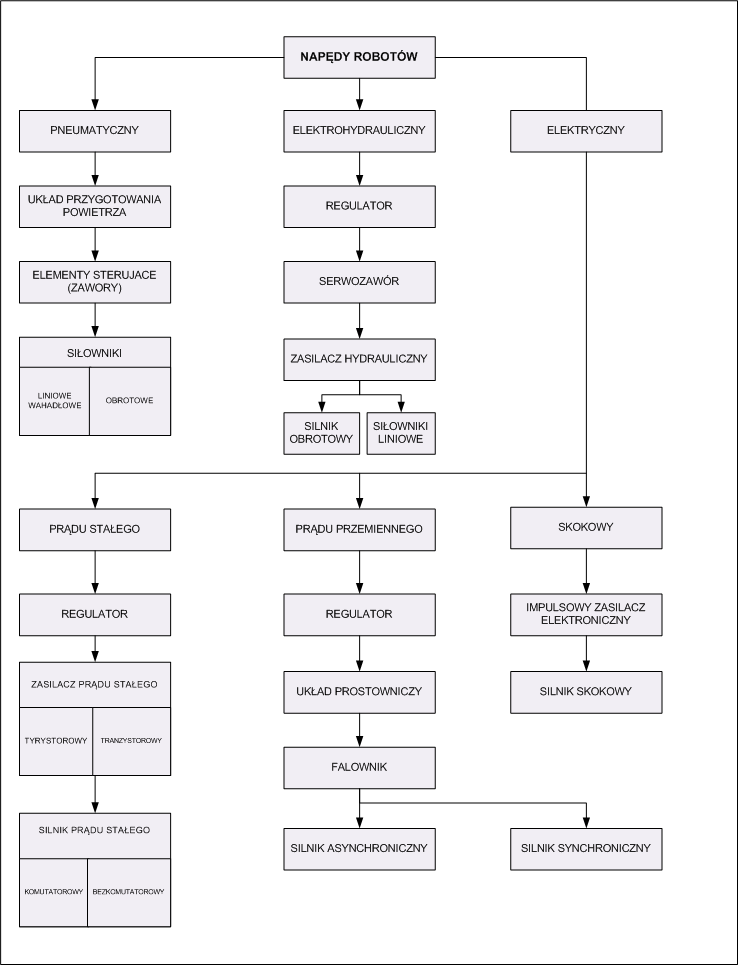 NAPĘDY ROBOTÓW
PNEUMATYCZNY
ELEKTROHYDRAULICZNY
ELEKTRYCZNY
UKŁAD PRZYGOTOWANIA
POWIETRZA
REGULATOR
ELEMENTY STERUJACE
(ZAWORY)
SERWOZAWÓR
SIŁOWNIKI
LINIOWE
WAHADŁOWE
OBROTOWE
ZASILACZ HYDRAULICZNY
SILNIK
OBROTOWY
SIŁOWNIKI
LINIOWE
PRĄDU STAŁEGO
PRĄDU PRZEMIENNEGO
SKOKOWY
REGULATOR
REGULATOR
IMPULSOWY ZASILACZ
ELEKTRONICZNY
ZASILACZ PRĄDU STAŁEGO
TYRYSTOROWY
TRANZYSTOROWY
UKŁAD PROSTOWNICZY
SILNIK SKOKOWY
FALOWNIK
SILNIK PRĄDU STAŁEGO
KOMUTATOROWY
BEZKOMUTATOROWY
SILNIK ASYNCHRONICZNY
SILNIK SYNCHRONICZNY